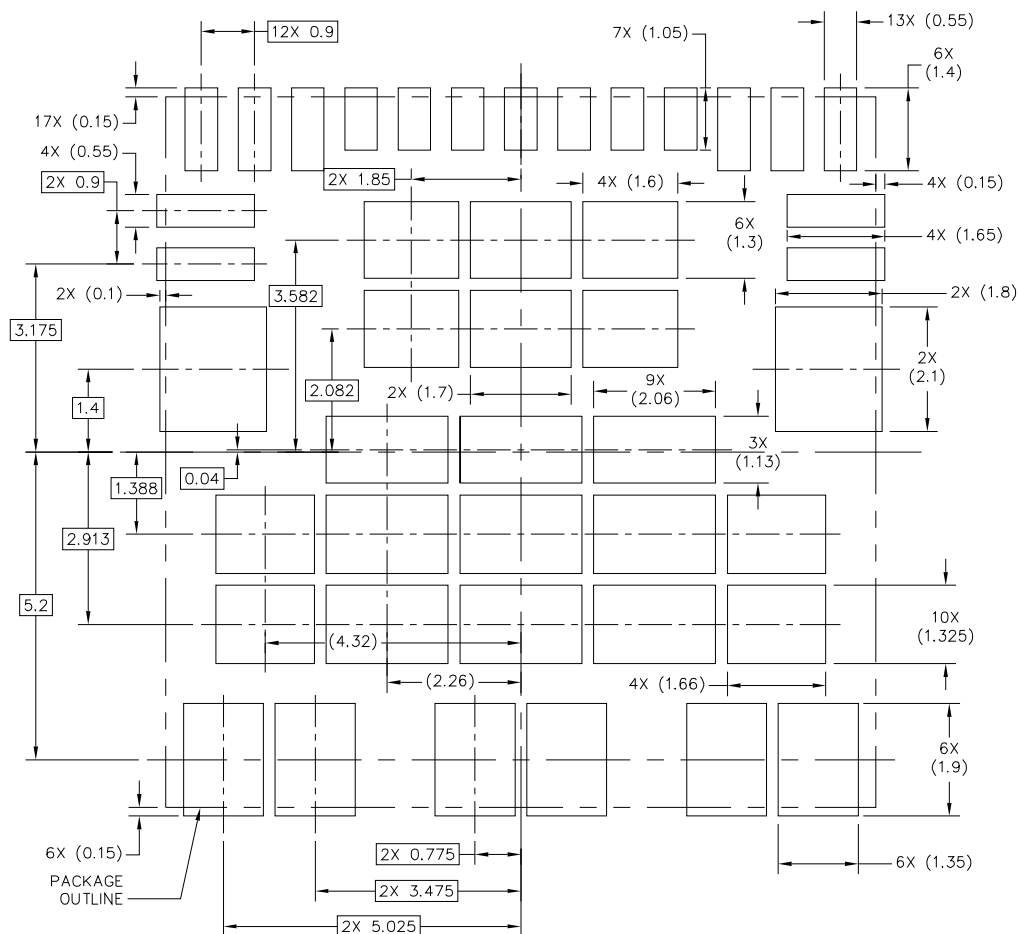 12X 0.9
7X (1.05)
13X (0.55)
6X
(1.4)
17X (0.15)
4X (0.55)
2X 0.9
2X 1.85
4X (1.6)
4X (0.15)
6X
(1.3)
4X (1.65)
2X (0.1)
3.582
2X (1.8)
3.175
2.082
2X
(2.1)
1.4
2X (1.7)
9X
(2.06)
3X
(1.13)
0.04
1.388
2.913
5.2
10X
(1.325)
(4.32)
(2.26)
4X (1.66)
6X
(1.9)
6X (0.15)
2X 0.775
6X (1.35)
PACKAGE
OUTLINE
2X 3.475
2X 5.025